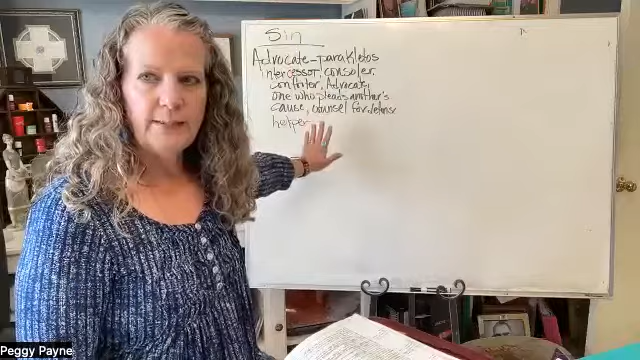 Sin
Advocate - parakletos
intercessor, consoler,
comforter, Advocate,
one who pleads another's
cause, counsel for defense
helper
Peggy Payne